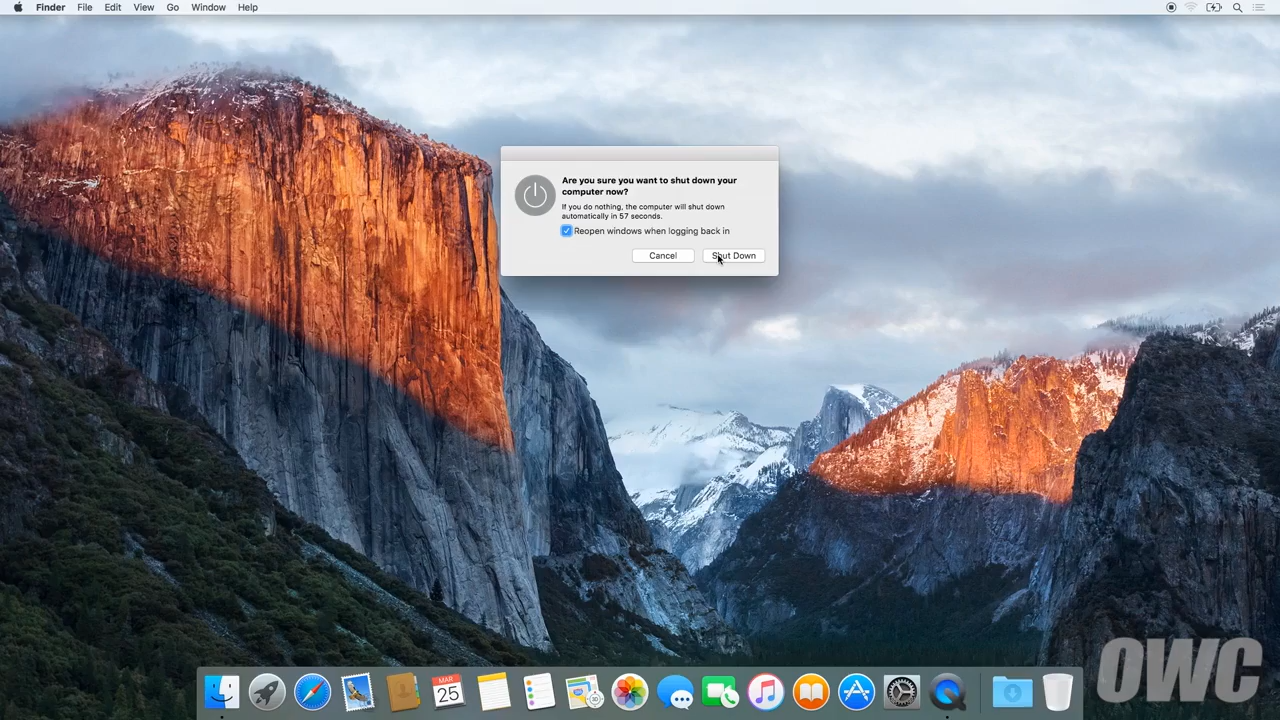 Finder File Edit View Go Window Help
Are you sure you want to shut down your
computer now?
If you do nothing, the computer will shut down
automatically in 57 seconds.
Reopen windows when logging back in
Cancel Shut Down
MAR
25
OWC